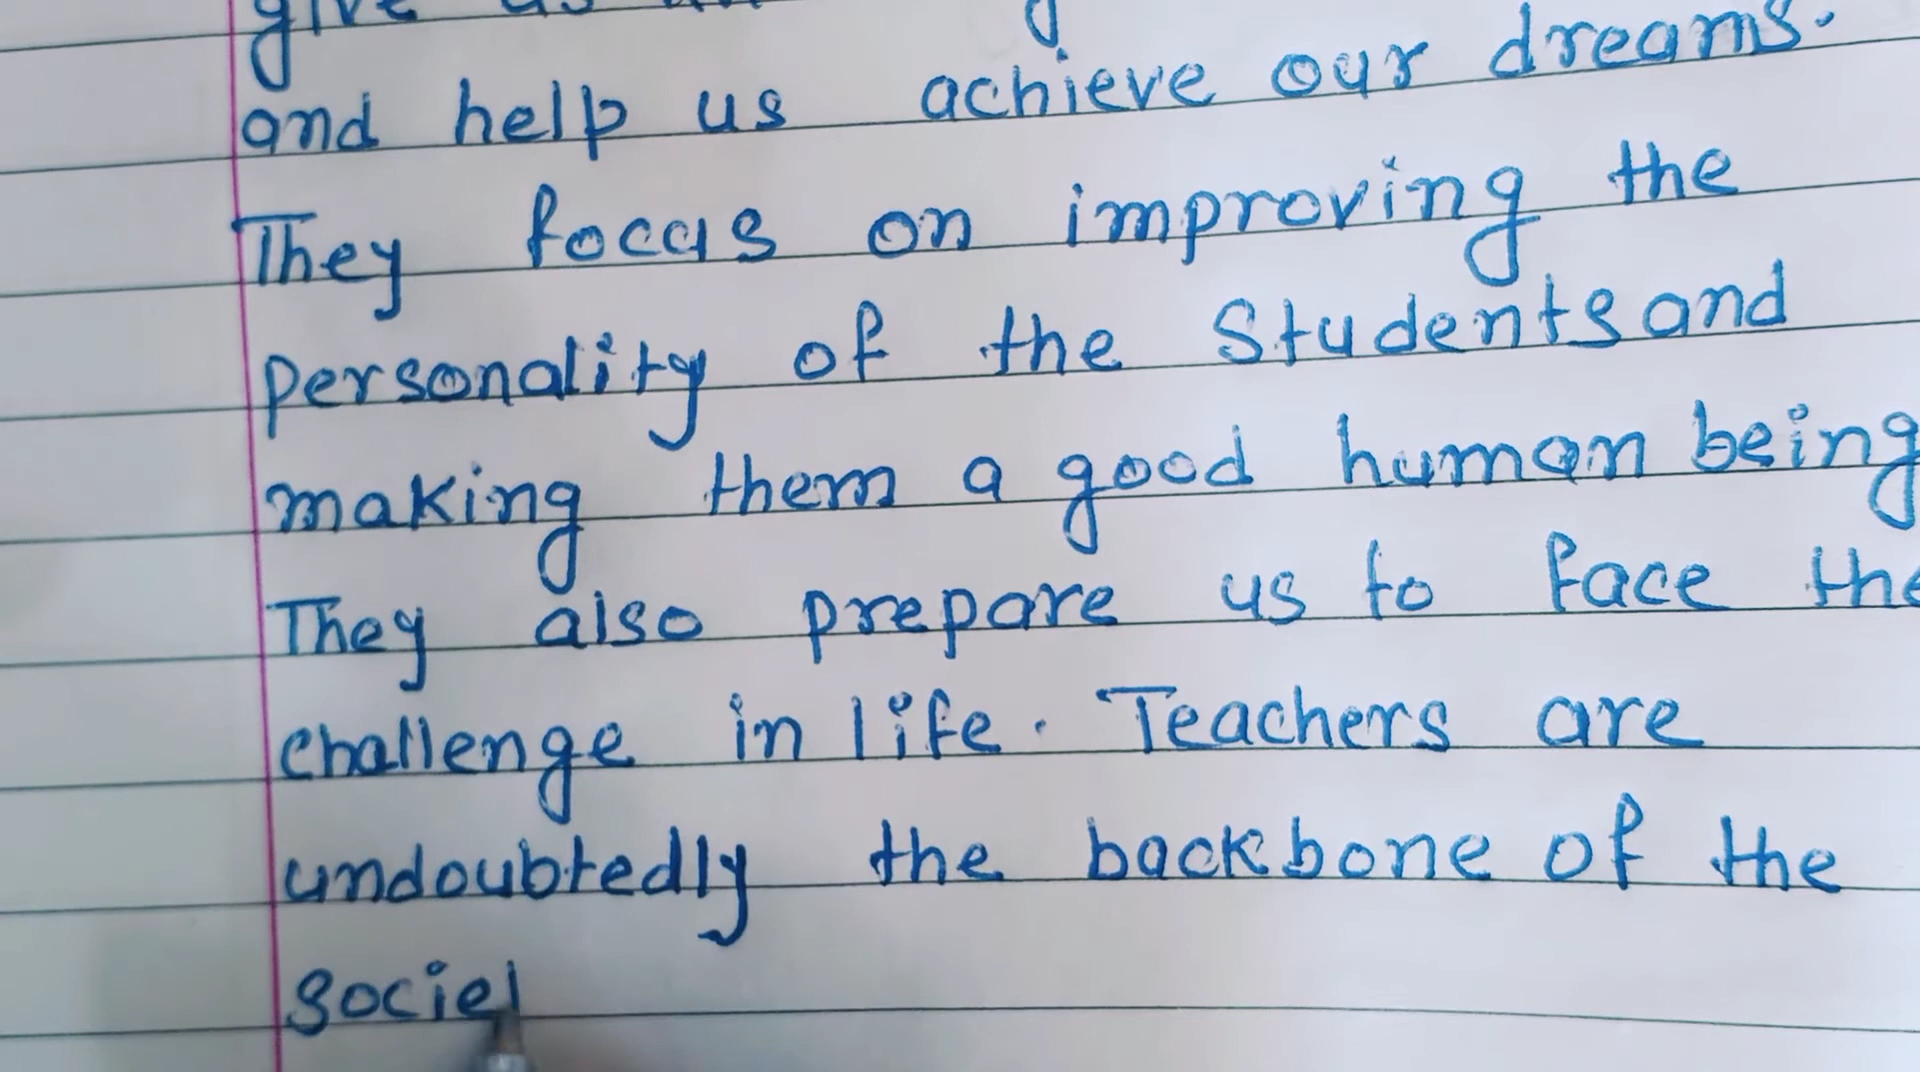 give us
and help us achieve our dreams.
They focus on improving the
personality of the Students and
making them a good human being
They also prepare us to face the
challenge in life. Teachers are
undoubtedly the backbone of the
societ